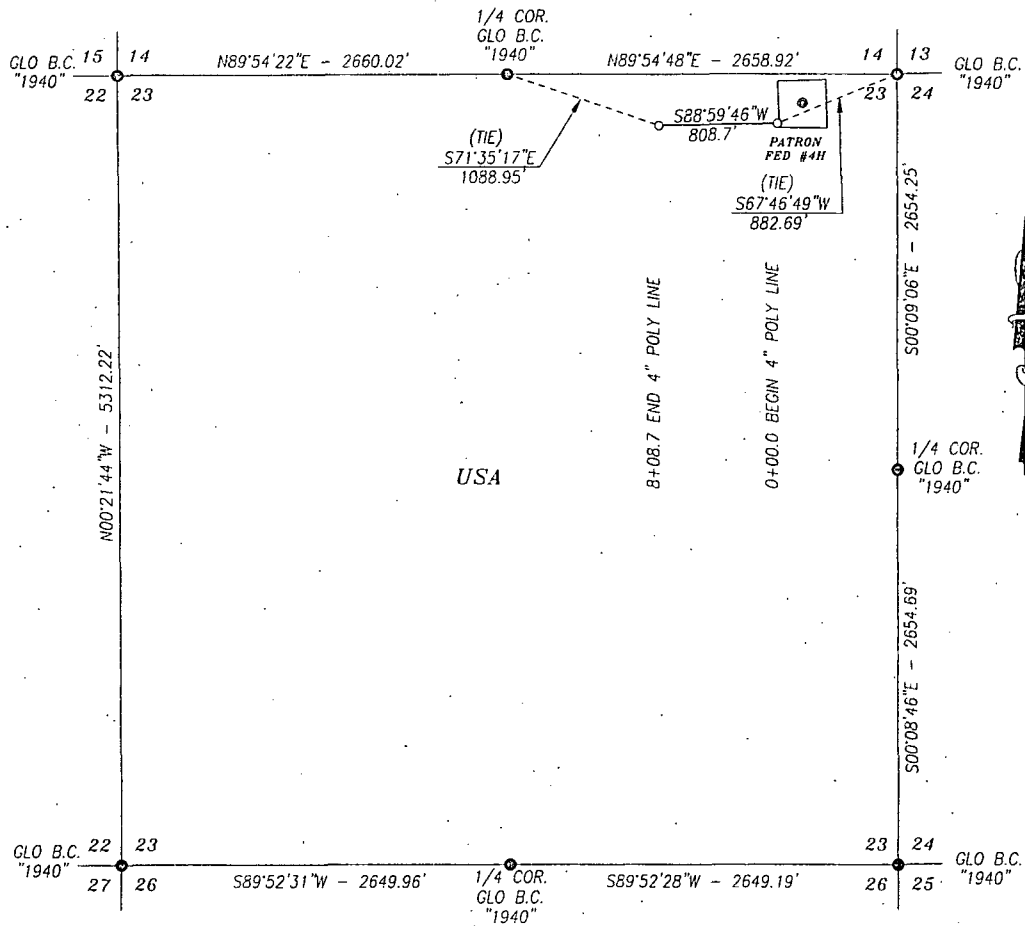 1/4 COR.
GLO B.C.
"1940"
15 14
GLO B.C.
"1940"
22 23
N89°54'22"E - 2660.02'
N89°54'48"E - 2658.92'
14 13
GLO B.C.
"1940"
23 24
S88°59'46"W
808.7'
(TIE)
S71°35'17"E
1088.95'
PATRON
FED #4H
(TIE)
S67°46'49"W
882.69'
S00°09'06"E - 2654.25'
8+08.7 END 4" POLY LINE
0+00.0 BEGIN 4" POLY LINE
N00°21'44"W - 5312.22'
USA
1/4 COR.
GLO B.C.
"1940"
S00°08'46"E - 2654.69'
22 23
GLO B.C.
"1940"
27 26
S89°52'31"W - 2649.96'
1/4 COR.
GLO B.C.
"1940"
S89°52'28"W - 2649.19'
23 24
GLO B.C.
"1940"
26 25